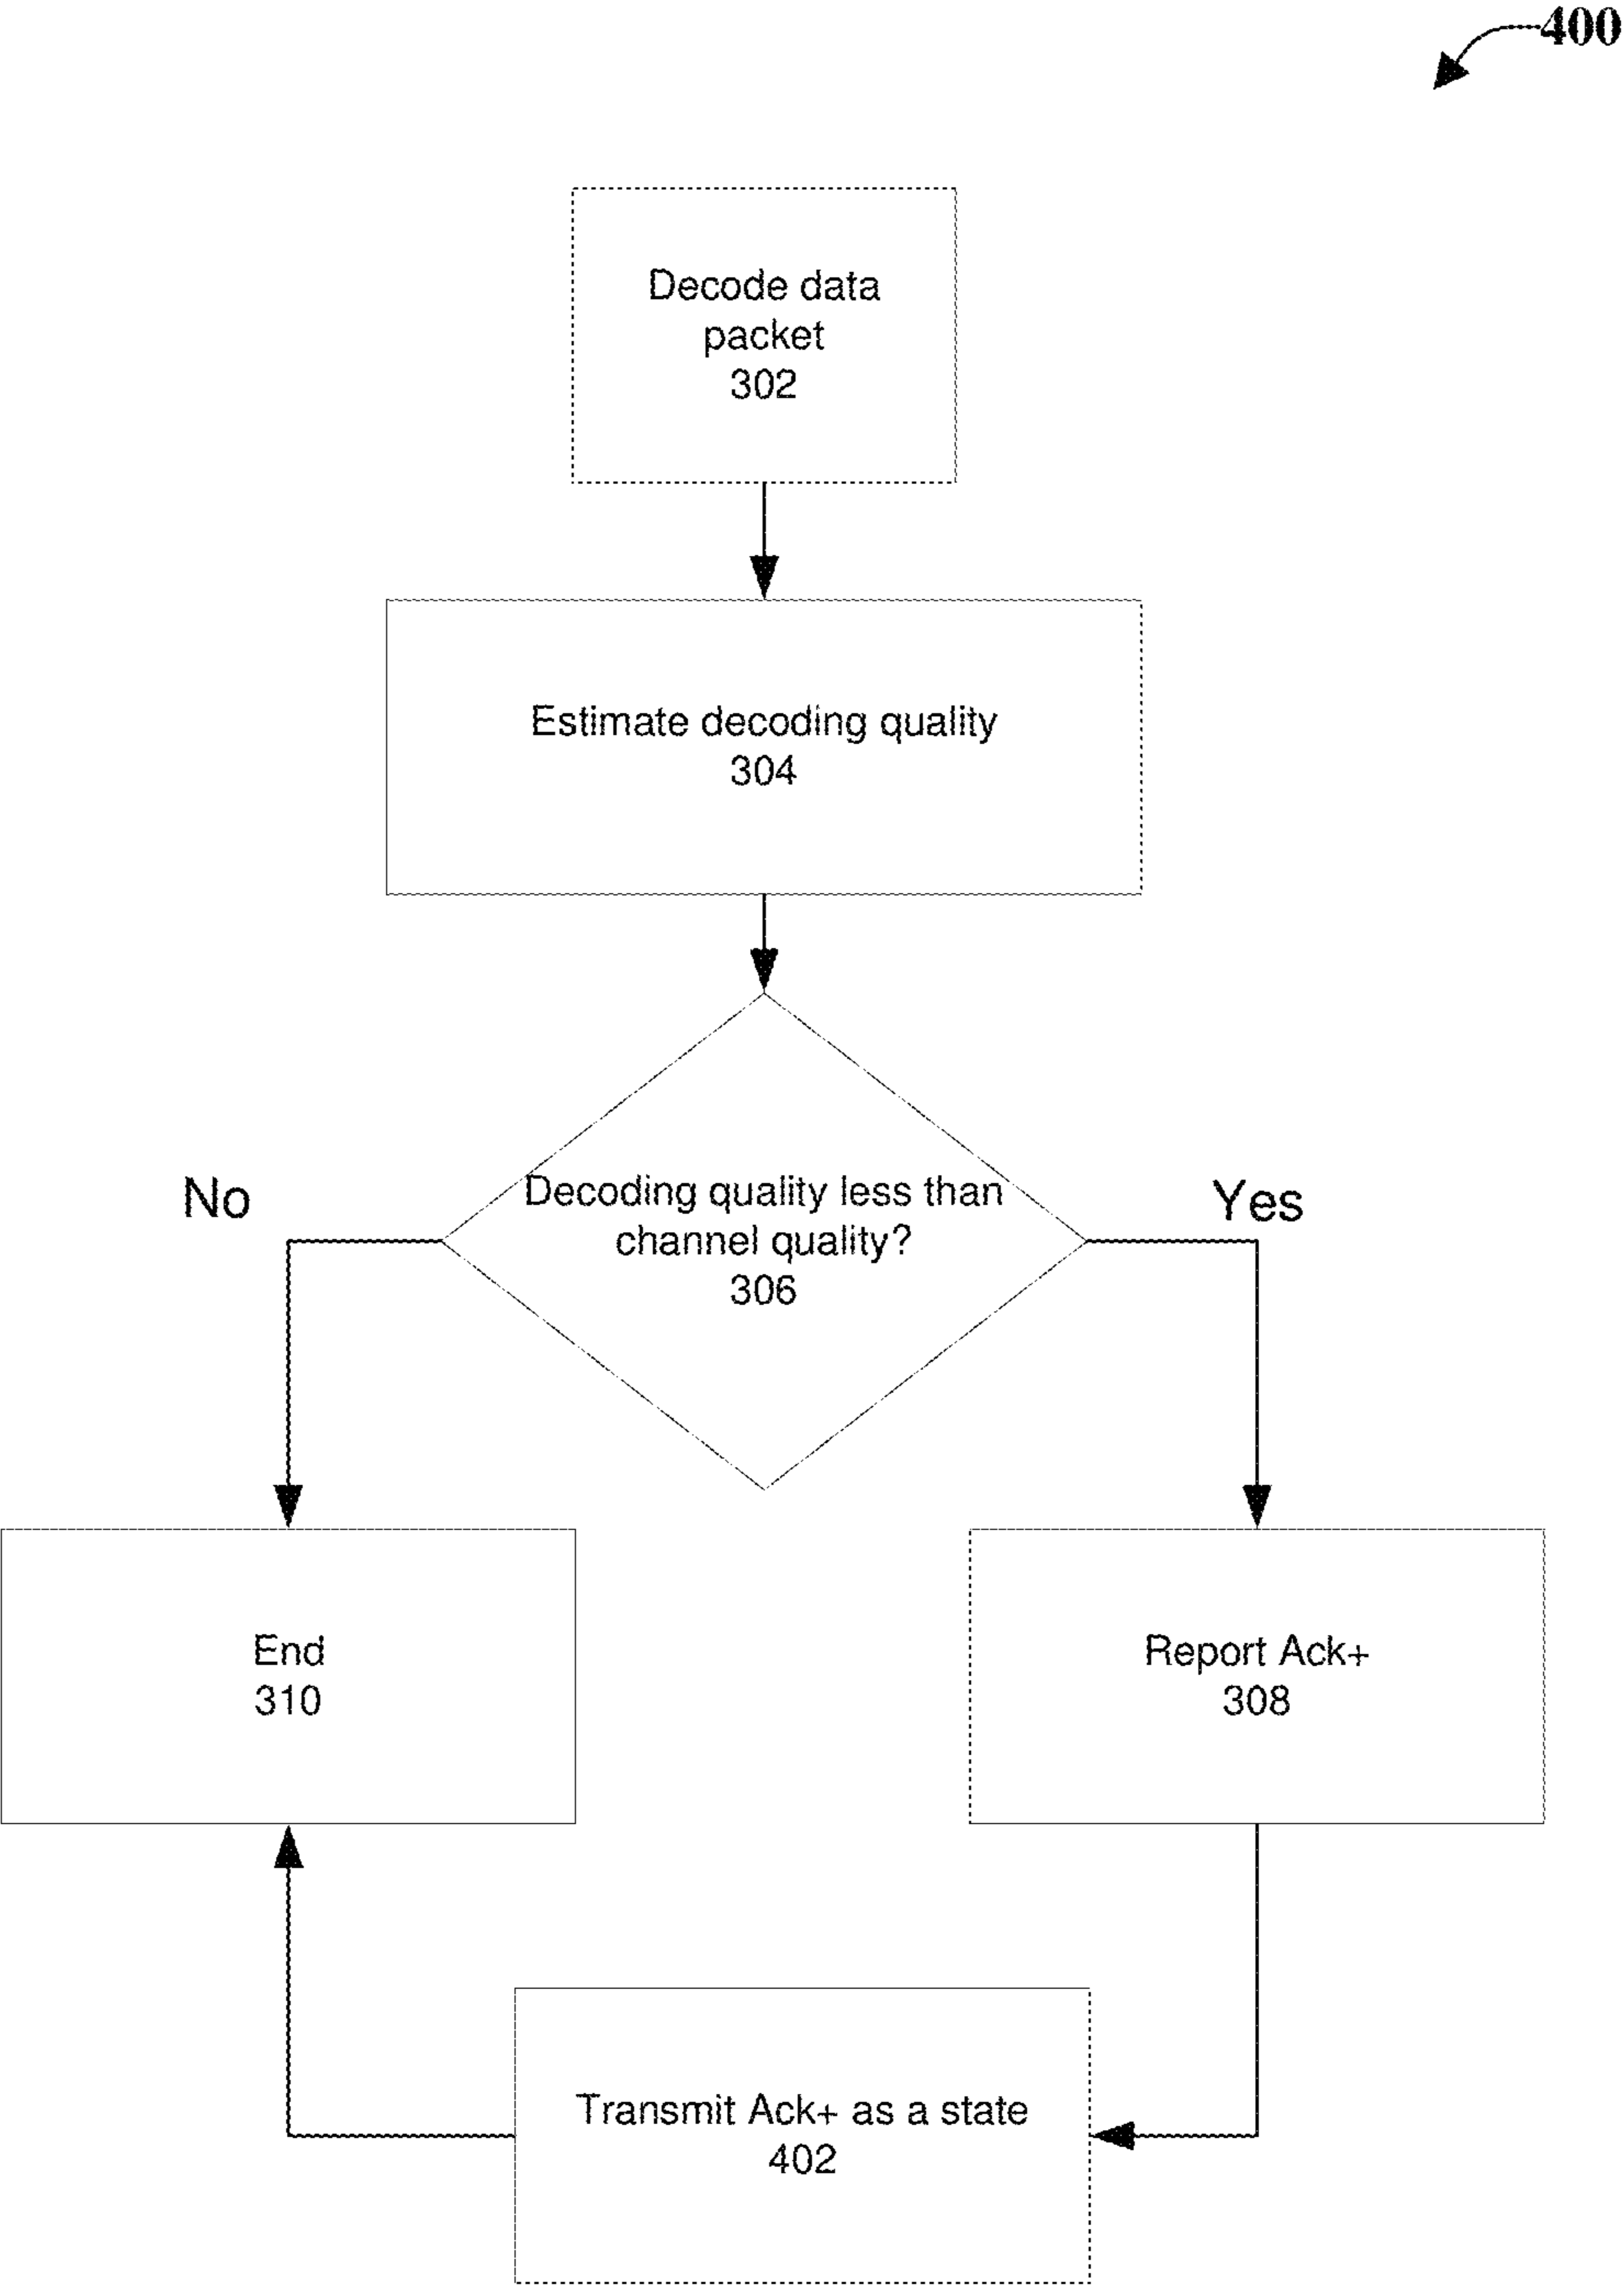 400
Decode data
packet
302
Estimate decoding quality
304
Decoding quality less than
channel quality?
306
No
Yes
End
310
Report Ack+
308
Transmit Ack+ as a state
402